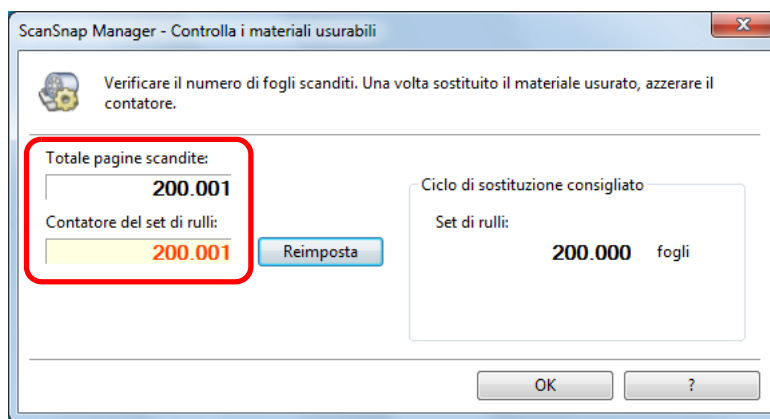 ScanSnap Manager - Controlla i materiali usurabili
Verificare il numero di fogli scanditi. Una volta sostituito il materiale usurato, azzerare il
contatore.
Totale pagine scandite:
200.001
Contatore del set di rulli:
200.001 Reimposta
Ciclo di sostituzione consigliato
Set di rulli:
200.000 fogli
OK ?